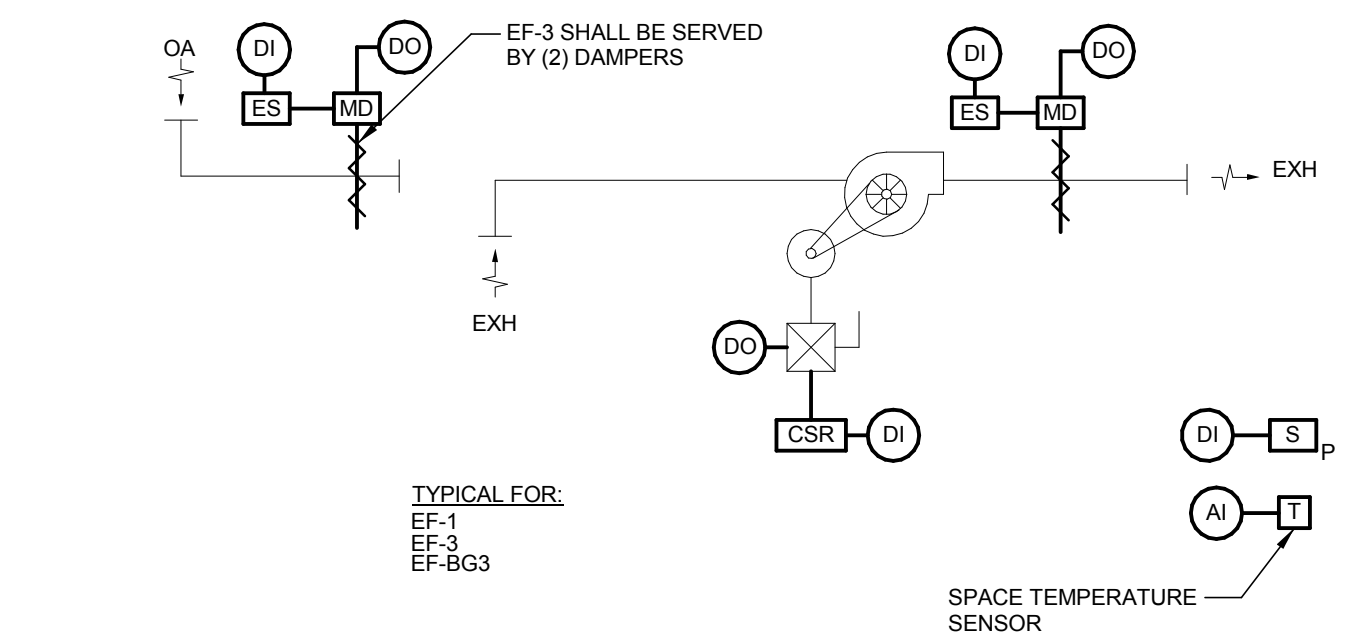 OA
DI
DO
EF-3 SHALL BE SERVED
BY (2) DAMPERS
ES
MD
DI
DO
ES
MD
EXH
EXH
DO
CSR
DI
DI
S
P
TYPICAL FOR:
EF-1
EF-3
EF-BG3
AI
T
SPACE TEMPERATURE
SENSOR